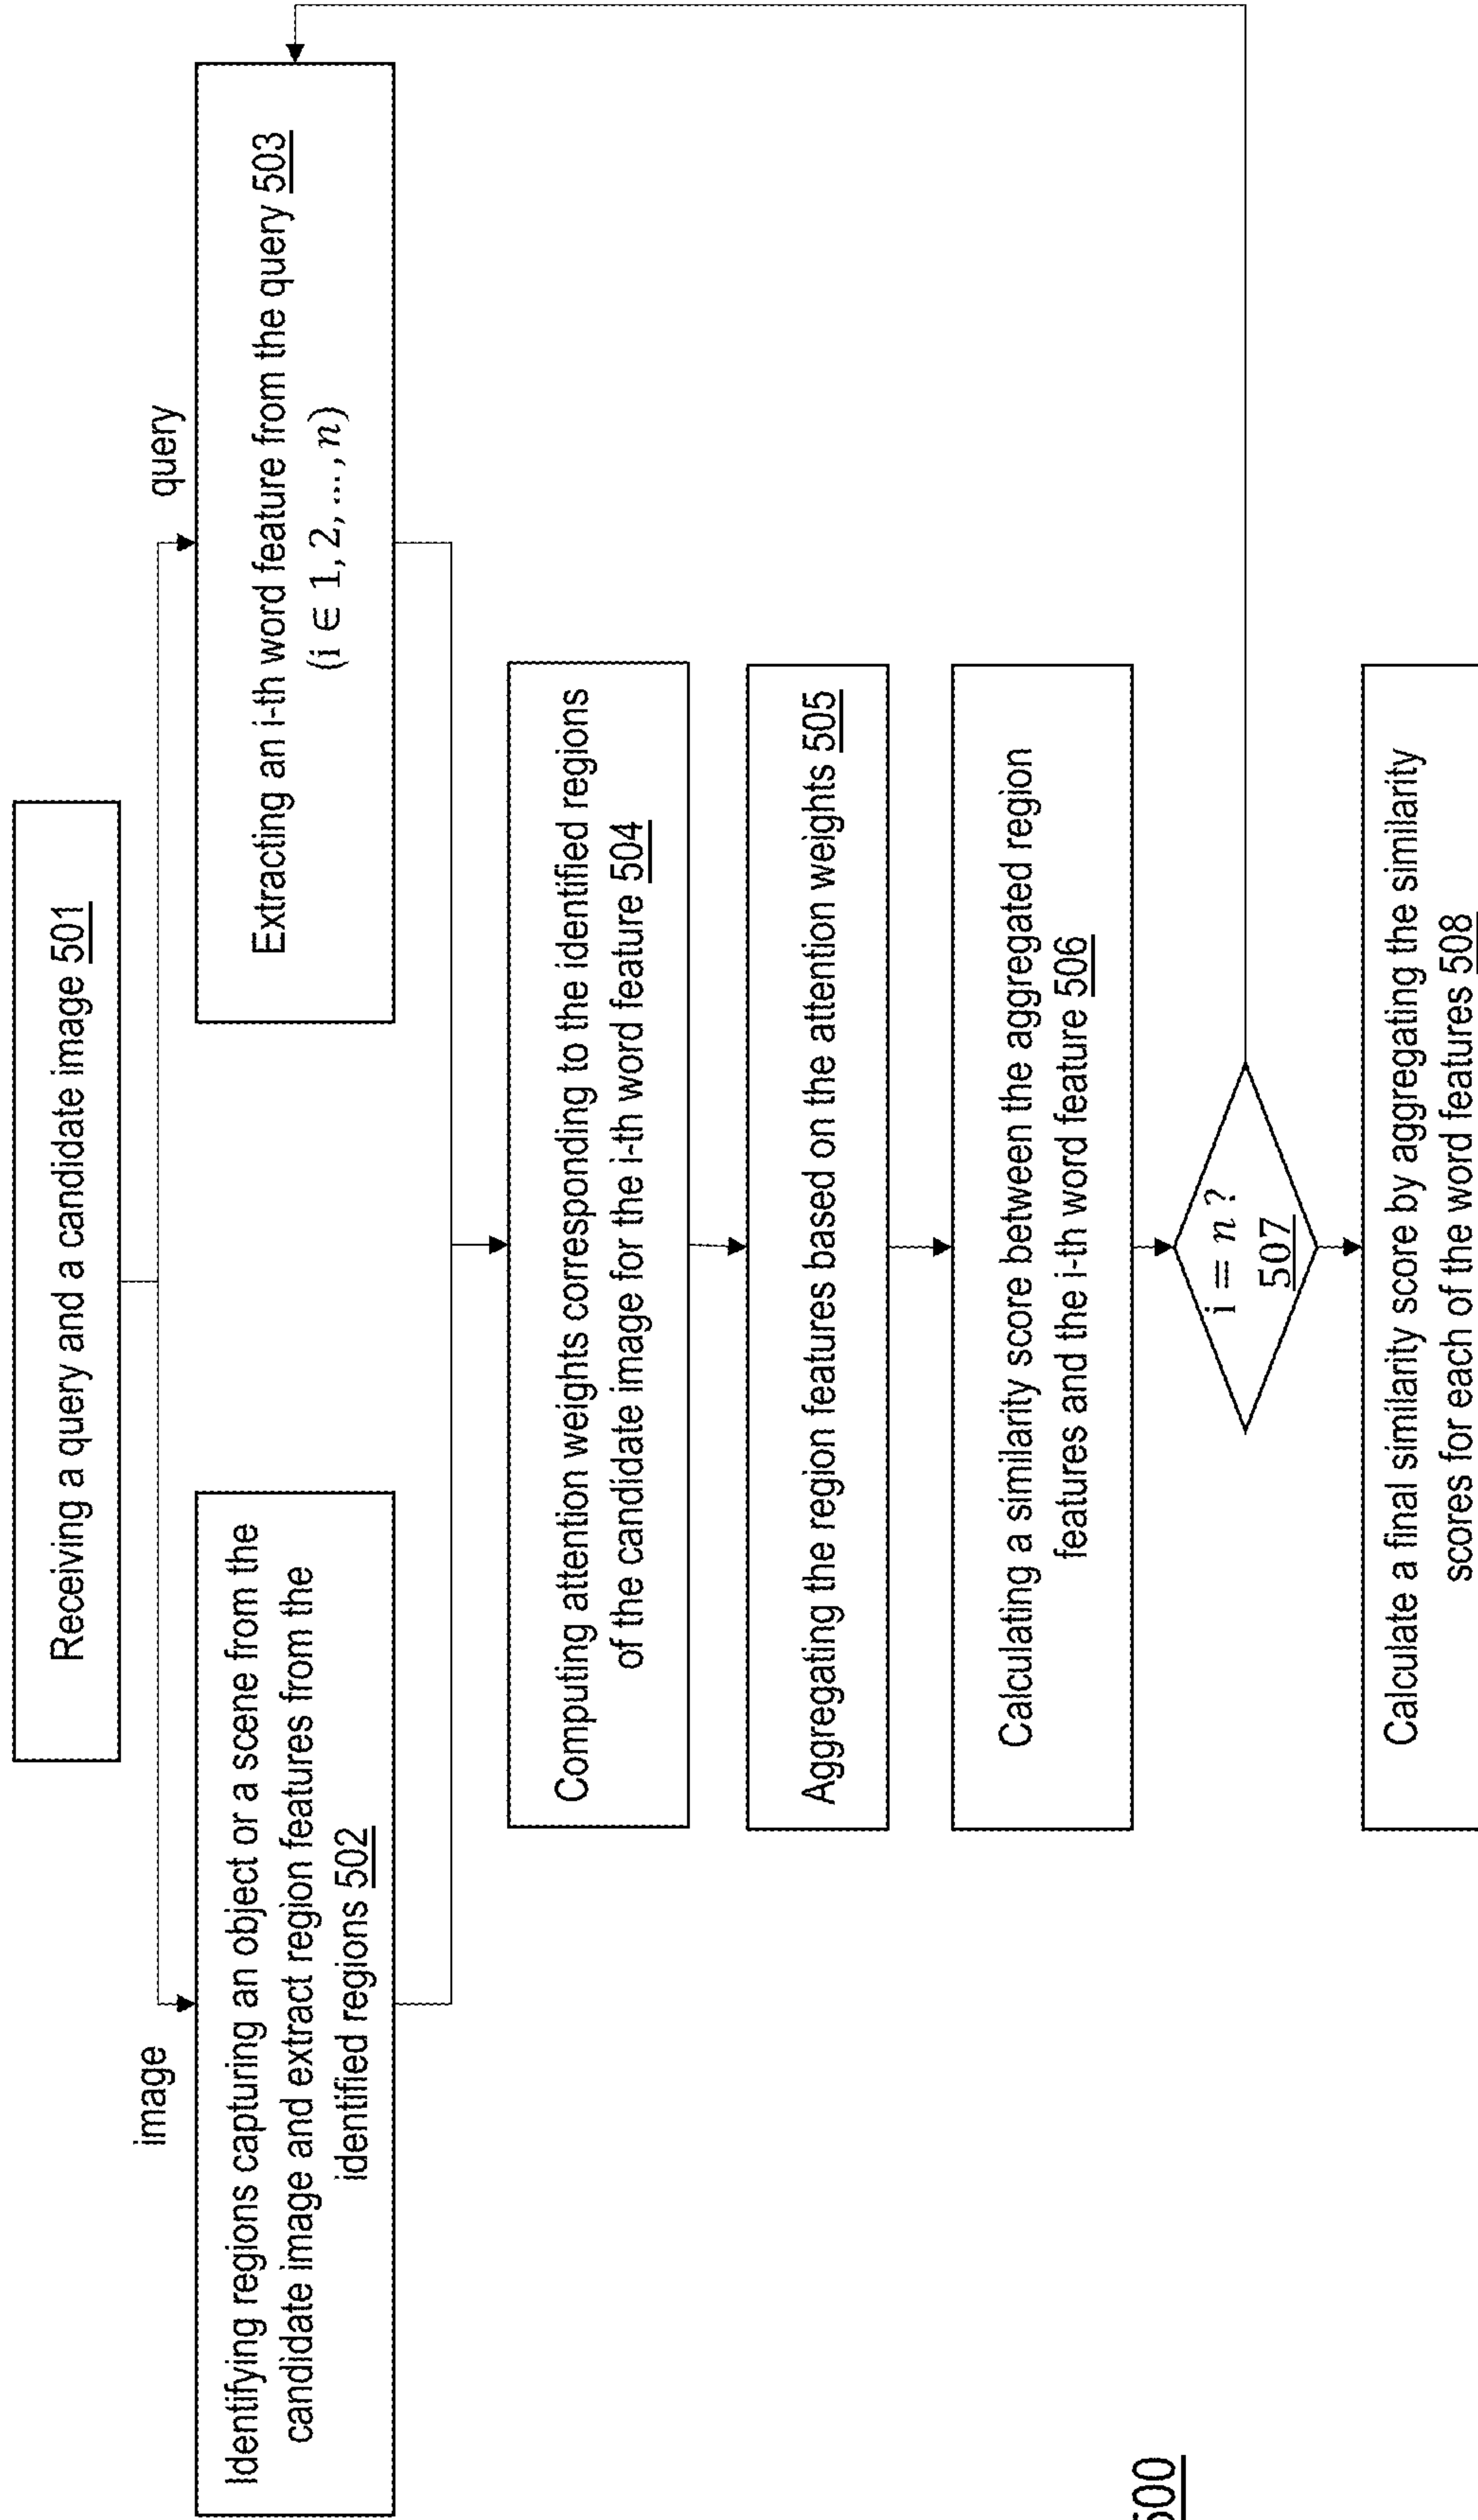 Receiving a query and a candidate image 501
image
query
Identifying regions capturing an object or a scene from the
candidate image and extract region features from the
identified regions 502
Extracting an i-th word feature from the query 503
(i ∈ 1, 2, ..., n)
Computing attention weights corresponding to the identified regions
of the candidate image for the i-th word feature 504
Aggregating the region features based on the attention weights 505
Calculating a similarity score between the aggregated region
features and the i-th word feature 506
i = n ?
507
Calculate a final similarity score by aggregating the similarity
scores for each of the word features 508
500